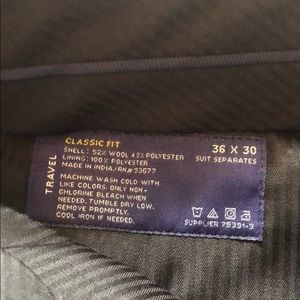 TRAVEL
CLASSIC FIT
SHELL: 52% WOOL 48% POLYESTER
LINING: 100% POLYESTER
MADE IN INDIA/RN#93677
36 X 30
SUIT SEPARATES
MACHINE WASH COLD WITH
LIKE COLORS. ONLY NON-
CHLORINE BLEACH WHEN
NEEDED. TUMBLE DRY LOW.
REMOVE PROMPTLY.
COOL IRON IF NEEDED.
SUPPLIER 75391-3